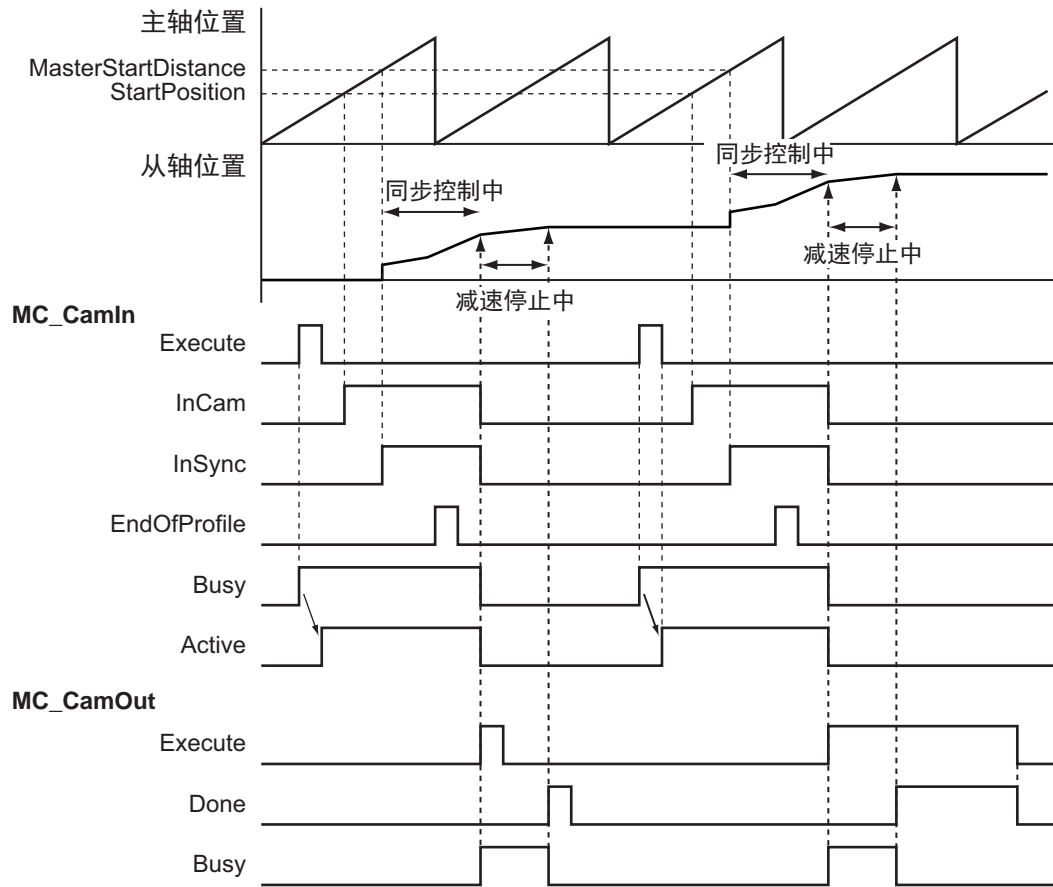 主轴位置
MasterStartDistance
StartPosition
从轴位置
同步控制中
同步控制中
减速停止中
减速停止中
MC_CamIn
Execute
InCam
InSync
EndOfProfile
Busy
Active
MC_CamOut
Execute
Done
Busy